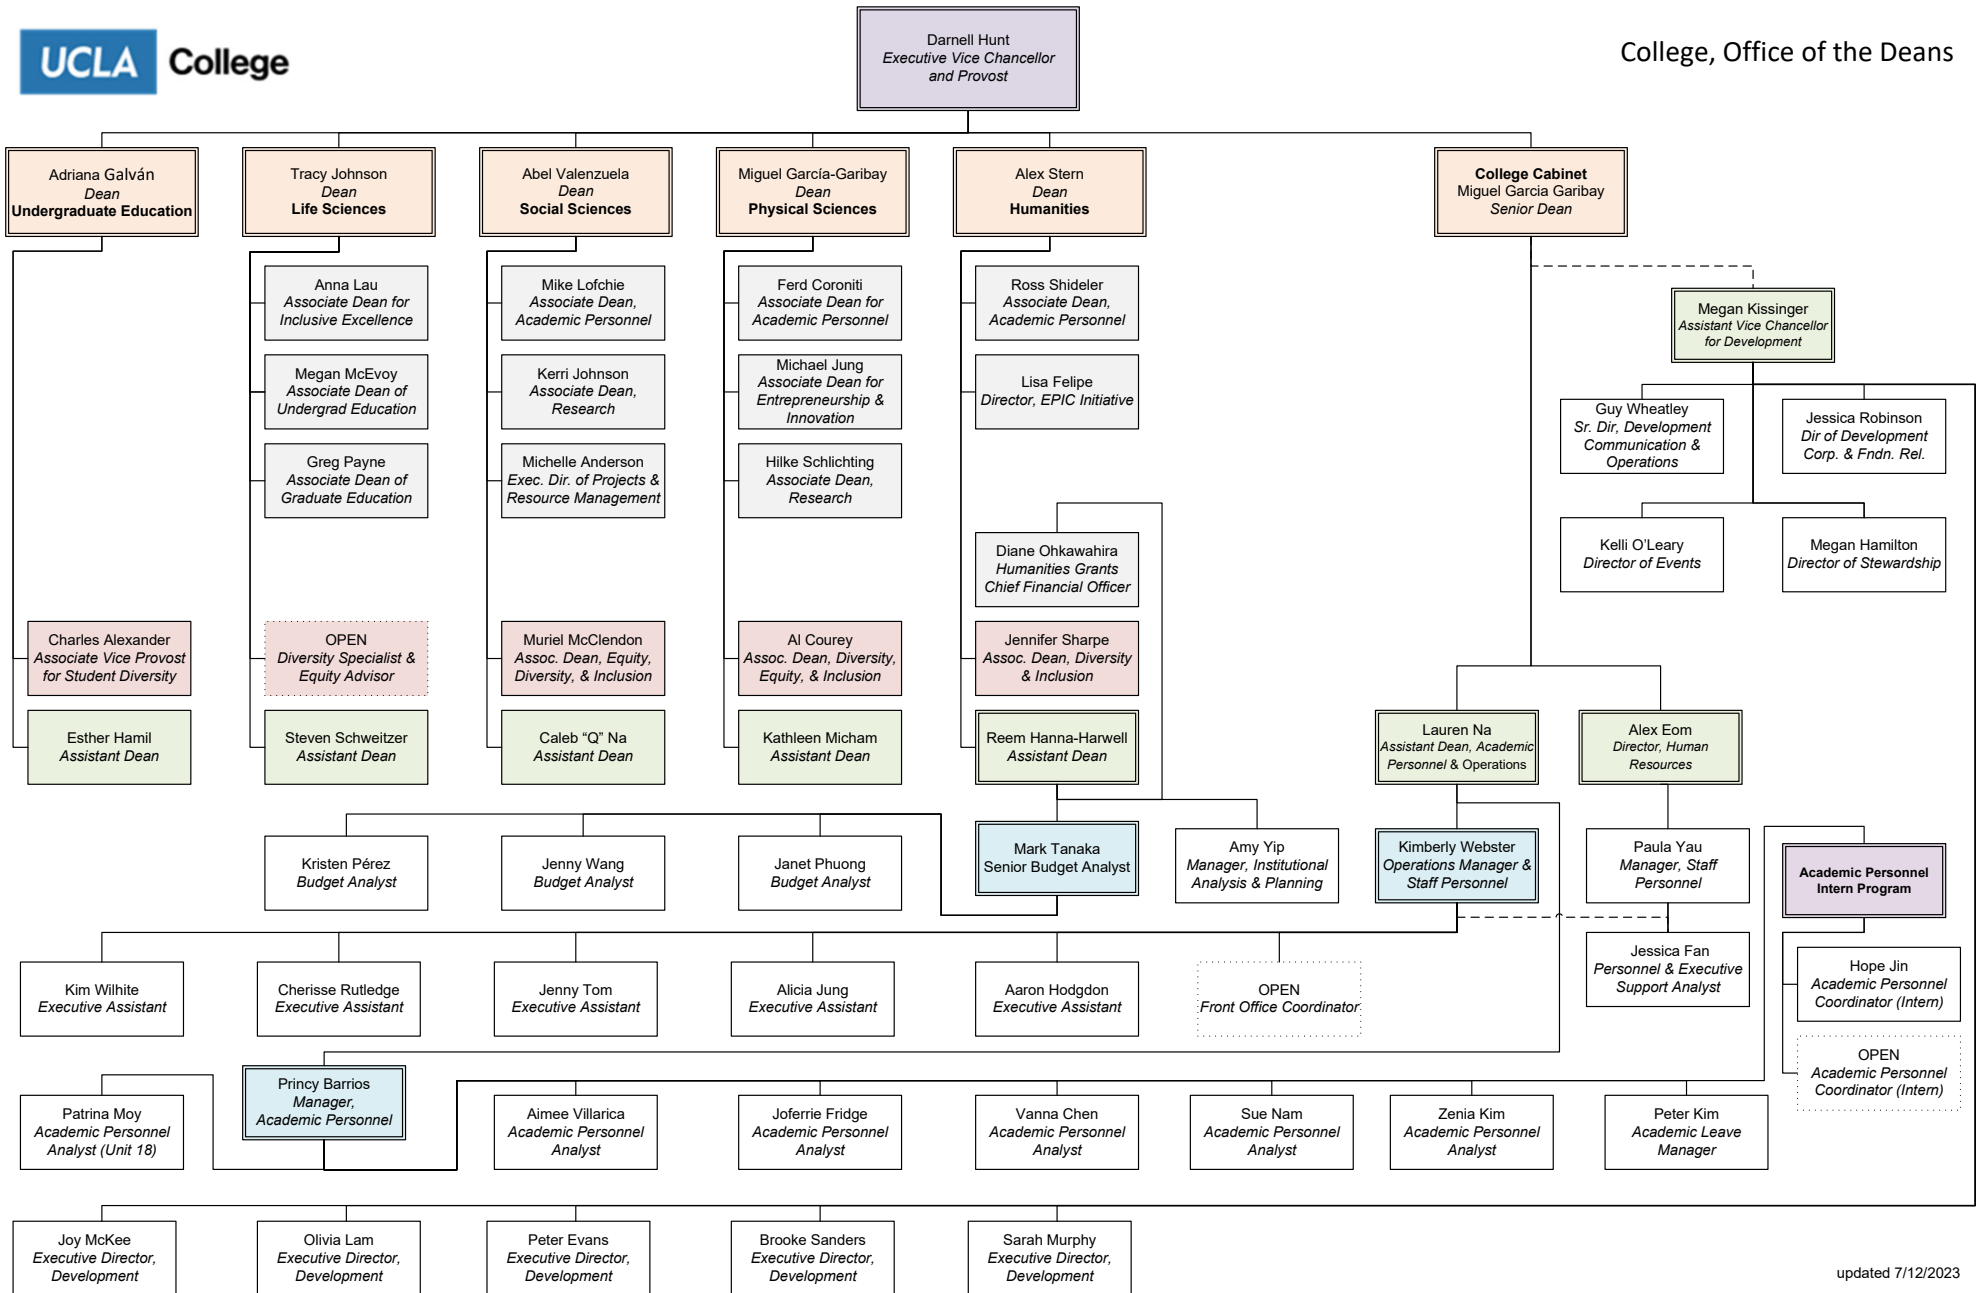 UCLA College
College, Office of the Deans
Darnell Hunt
Executive Vice Chancellor
and Provost
Adriana Galván
Dean
Undergraduate Education
Tracy Johnson
Dean
Life Sciences
Abel Valenzuela
Dean
Social Sciences
Miguel García-Garibay
Dean
Physical Sciences
Alex Stern
Dean
Humanities
College Cabinet
Miguel Garcia Garibay
Senior Dean
Anna Lau
Associate Dean for
Inclusive Excellence
Mike Lofchie
Associate Dean,
Academic Personnel
Ferd Coroniti
Associate Dean for
Academic Personnel
Ross Shideler
Associate Dean,
Academic Personnel
Megan Kissinger
Assistant Vice Chancellor
for Development
Megan McEvoy
Associate Dean of
Undergrad Education
Kerri Johnson
Associate Dean,
Research
Michael Jung
Associate Dean for
Entrepreneurship &
Innovation
Lisa Felipe
Director, EPIC Initiative
Guy Wheatley
Sr. Dir, Development
Communication &
Operations
Jessica Robinson
Dir of Development
Corp. & Fndn. Rel.
Greg Payne
Associate Dean of
Graduate Education
Michelle Anderson
Exec. Dir. of Projects &
Resource Management
Hilke Schlichting
Associate Dean,
Research
Diane Ohkawahira
Humanities Grants
Chief Financial Officer
Kelli O’Leary
Director of Events
Megan Hamilton
Director of Stewardship
Charles Alexander
Associate Vice Provost
for Student Diversity
OPEN
Diversity Specialist &
Equity Advisor
Muriel McClendon
Assoc. Dean, Equity,
Diversity, & Inclusion
Al Courey
Assoc. Dean, Diversity,
Equity, & Inclusion
Jennifer Sharpe
Assoc. Dean, Diversity
& Inclusion
Esther Hamil
Assistant Dean
Steven Schweitzer
Assistant Dean
Caleb “Q” Na
Assistant Dean
Kathleen Micham
Assistant Dean
Reem Hanna-Harwell
Assistant Dean
Lauren Na
Assistant Dean, Academic
Personnel & Operations
Alex Eom
Director, Human
Resources
Kristen Pérez
Budget Analyst
Jenny Wang
Budget Analyst
Janet Phuong
Budget Analyst
Mark Tanaka
Senior Budget Analyst
Amy Yip
Manager, Institutional
Analysis & Planning
Kimberly Webster
Operations Manager &
Staff Personnel
Paula Yau
Manager, Staff
Personnel
Academic Personnel
Intern Program
Kim Wilhite
Executive Assistant
Cherisse Rutledge
Executive Assistant
Jenny Tom
Executive Assistant
Alicia Jung
Executive Assistant
Aaron Hodgdon
Executive Assistant
OPEN
Front Office Coordinator
Jessica Fan
Personnel & Executive
Support Analyst
Hope Jin
Academic Personnel
Coordinator (Intern)
OPEN
Academic Personnel
Coordinator (Intern)
Patrina Moy
Academic Personnel
Analyst (Unit 18)
Princy Barrios
Manager,
Academic Personnel
Aimee Villarica
Academic Personnel
Analyst
Joferrie Fridge
Academic Personnel
Analyst
Vanna Chen
Academic Personnel
Analyst
Sue Nam
Academic Personnel
Analyst
Zenia Kim
Academic Personnel
Analyst
Peter Kim
Academic Leave
Manager
Joy McKee
Executive Director,
Development
Olivia Lam
Executive Director,
Development
Peter Evans
Executive Director,
Development
Brooke Sanders
Executive Director,
Development
Sarah Murphy
Executive Director,
Development
updated 7/12/2023